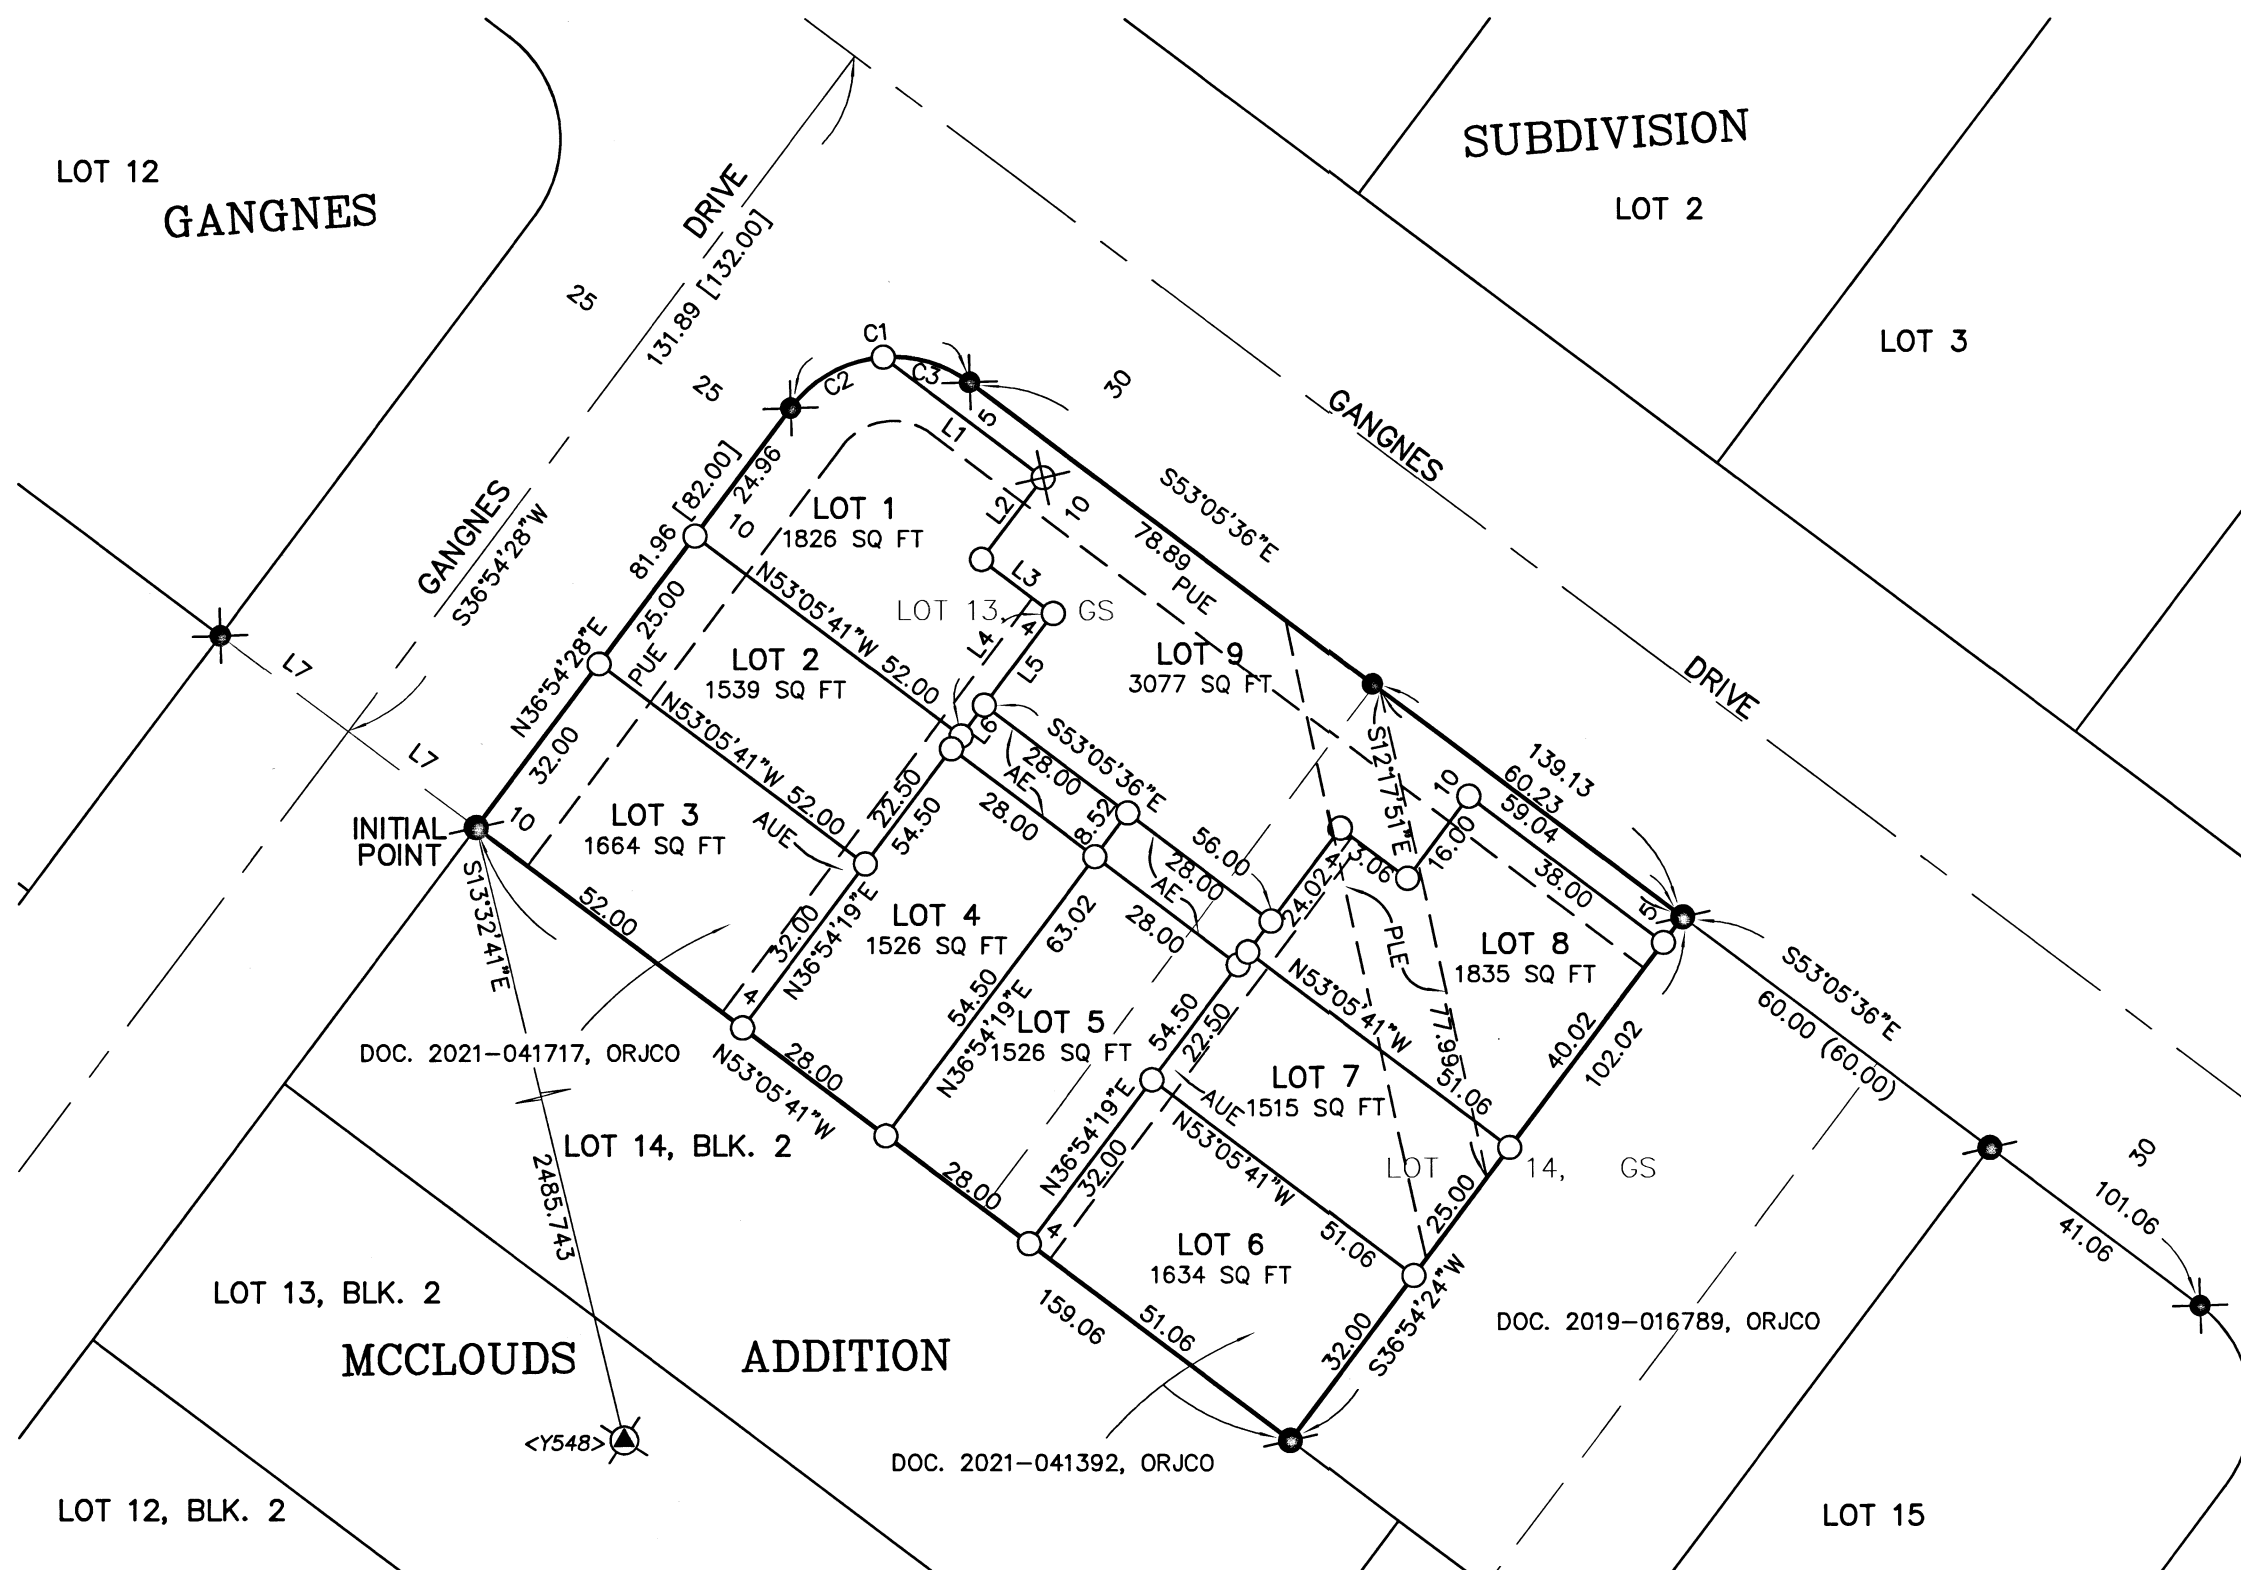 SUBDIVISION
LOT 2
LOT 12
GANGNES
DRIVE
131.89 [132.00]
25
25
LOT 3
C1
C2
C3
30
5
L1
GANGNES
81.96 [82.00]
24.96
GANGNES
S36°54'28"W
10
LOT 1
1826 SQ FT
L2
10
S53°05'36"E
78.89
PUE
L3
LOT 13,
GS
4
L4
L5
N53°05'41"W 52.00
25.00
N36°54'28"E
PUE
LOT 2
1539 SQ FT
LOT 9
3077 SQ FT
DRIVE
L7
L7
N53°05'41"W 52.00
L6
S53°05'36"E
28.00
AE
32.00
10
INITIAL
POINT
LOT 3
1664 SQ FT
AUE
22.50
54.50
28.00
8.52
56.00
28.00
AE
S12°17'51"E
139.13
60.23
59.04
10
16.00
3.06
4
24.02
38.00
5
S13°32'41"E
52.00
32.00
N36°54'19"E
LOT 4
1526 SQ FT
63.02
28.00
PLE
LOT 8
1835 SQ FT
S53°05'36"E
60.00 (60.00)
4
54.50
N36°54'19"E
LOT 5
1526 SQ FT
54.50
22.50
N53°05'41"W
77.99
51.06
40.02
102.02
DOC. 2021-041717, ORJCO
N53°05'41"W
28.00
LOT 7
1515 SQ FT
AUE
N36°54'19"E
32.00
N53°05'41"W
LOT 14, BLK. 2
2485.743
28.00
LOT
14,
GS
30
101.06
41.06
25.00
4
51.06
LOT 6
1634 SQ FT
LOT 13, BLK. 2
159.06
51.06
32.00
S36°54'24"W
DOC. 2019-016789, ORJCO
MCCLOUDS
ADDITION
<Y548>
DOC. 2021-041392, ORJCO
LOT 12, BLK. 2
LOT 15